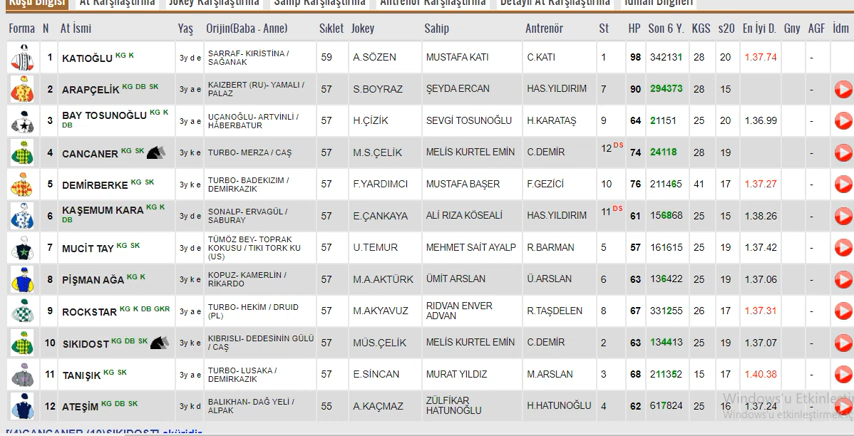 Koşu Bilgisi At Karşılaştırma Jokey Karşılaştırma Sahip Karşılaştırma Antrenör Karşılaştırma Detaylı At Karşılaştırma İdman Bilgileri
Forma N At İsmi Yaş Orijin(Baba - Anne) Sıklet Jokey Sahip Antrenör St HP Son 6 Y. KGS s20 En İyi D. Gny AGF İdm
1 KATIOĞLU KG K 3y d e SARRAF- KIRİSTİNA / SAĞANAK 59 A.SÖZEN MUSTAFA KATI C.KATI 1 98 342131 28 20 1.37.74 -
2 ARAPÇELİK KG DB SK 3y a e KAIZBERT (RU)- YAMALI / PALAZ 57 S.BOYRAZ ŞEYDA ERCAN HAS.YILDIRIM 7 90 294373 28 15 -
3 BAY TOSUNOĞLU KG K DB 3y a e UÇANOĞLU- ARTVİNLİ / HABERBATUR 57 H.ÇİZİK SEVGİ TOSUNOĞLU H.KARATAŞ 9 64 21151 25 20 1.36.99 -
4 CANCANER KG SK 3y k e TURBO- MERZA / CAŞ 57 M.S.ÇELİK MELİS KURTEL EMİN C.DEMİR 12 DS 74 24118 28 19 -
5 DEMİRBERKE KG SK 3y k e TURBO- BADEKIZIM / DEMİRKAZIK 57 F.YARDIMCI MUSTAFA BAŞER F.GEZİCİ 10 76 211465 41 17 1.37.27 -
6 KAŞEMUM KARA KG K DB 3y d e SONALP- ERVAGÜL / SABURAY 57 E.ÇANKAYA ALİ RIZA KÖSEALİ HAS.YILDIRIM 11 DS 61 156868 25 15 1.38.26 -
7 MUCİT TAY KG SK 3y d e TÜMÖZ BEY- TOPRAK KOKUSU / TIKI TORK KU (US) 57 U.TEMUR MEHMET SAİT AYALP R.BARMAN 5 57 161615 25 19 1.37.42 -
8 PİŞMAN AĞA KG K 3y k e KOPUZ- KAMERLİN / RİKARDO 57 M.A.AKTÜRK ÜMİT ARSLAN Ü.ARSLAN 6 63 136422 25 19 1.37.06 -
9 ROCKSTAR KG K DB GKR 3y a e TURBO- HEKİM / DRUID (PL) 57 M.AKYAVUZ RIDVAN ENVER ADVAN R.TAŞDELEN 8 67 331255 26 17 1.37.31 -
10 SIKIDOST KG DB SK 3y k e KIBRISLI- DEDESİNİN GÜLÜ / CAŞ 57 MÜS.ÇELİK MELİS KURTEL EMİN C.DEMİR 2 63 134413 25 19 1.37.07 -
11 TANIŞIK KG SK 3y a e TURBO- LUSAKA / DEMİRKAZIK 57 E.SİNCAN MURAT YILDIZ M.ARSLAN 3 68 211352 15 17 1.40.38 -
12 ATEŞİM KG DB SK 3y k d BALIKHAN- DAĞ YELİ / ALPAK 55 A.KAÇMAZ ZÜLFİKAR HATUNOĞLU H.HATUNOĞLU 4 62 617824 25 16 1.37.24 -
Windows'u Etkinleştir
Windows'u etkinleştirmek
[(4)CANCANER,(10)SIKIDOST] eküridir